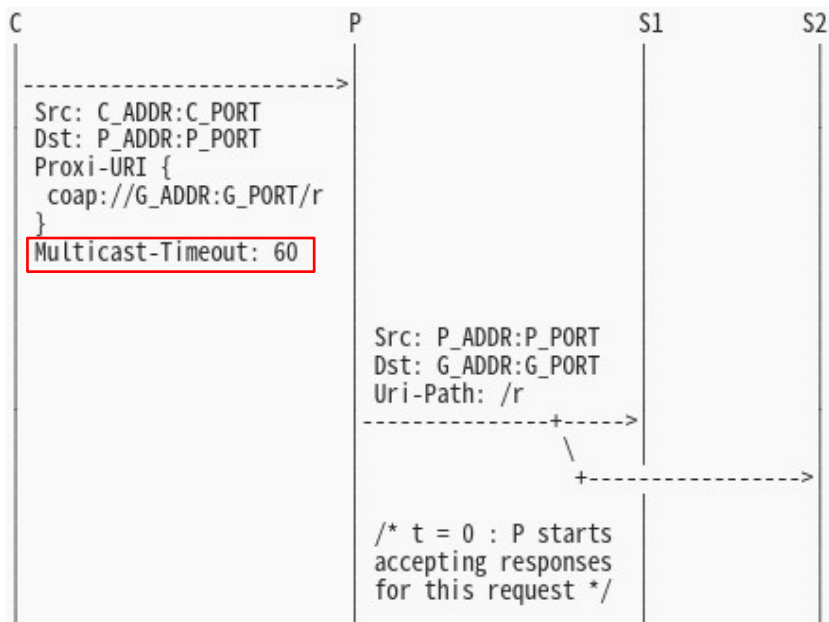 C P S1 S2
Src: C_ADDR:C_PORT
Dst: P_ADDR:P_PORT
Proxi-URI {
coap://G_ADDR:G_PORT/r
}
Multicast-Timeout: 60
Src: P_ADDR:P_PORT
Dst: G_ADDR:G_PORT
Uri-Path: /r
/* t = 0 : P starts
accepting responses
for this request */